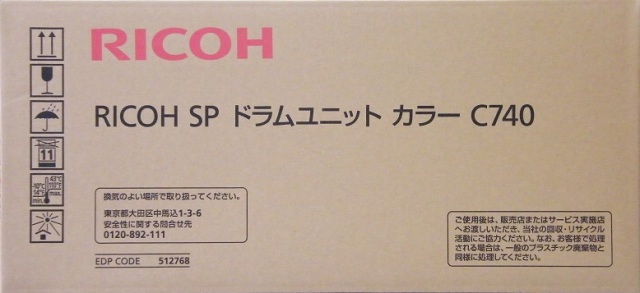 RICOH
RICOH SP ドラムユニット カラー C740
11
43℃
110°F
max.
-10℃
14°F
min.
換気のよい場所で取り扱ってください。
東京都大田区中馬込1-3-6
安全性に関する問合せ先
0120-892-111
EDP CODE 512768
ご使用後は、販売店またはサービス実施店
へお渡しいただき、当社の回収・リサイクル
活動にご協力ください。なお、お客様で処理
される場合は、一般のプラスチック廃棄物と
同様に処理してください。